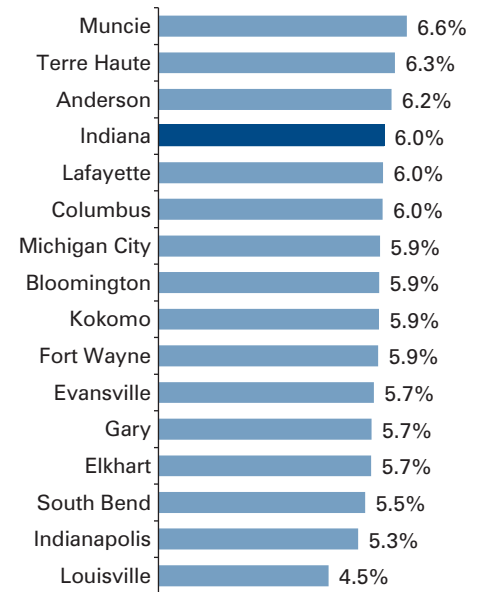 Muncie 6.6%
Terre Haute 6.3%
Anderson 6.2%
Indiana 6.0%
Lafayette 6.0%
Columbus 6.0%
Michigan City 5.9%
Bloomington 5.9%
Kokomo 5.9%
Fort Wayne 5.9%
Evansville 5.7%
Gary 5.7%
Elkhart 5.7%
South Bend 5.5%
Indianapolis 5.3%
Louisville 4.5%